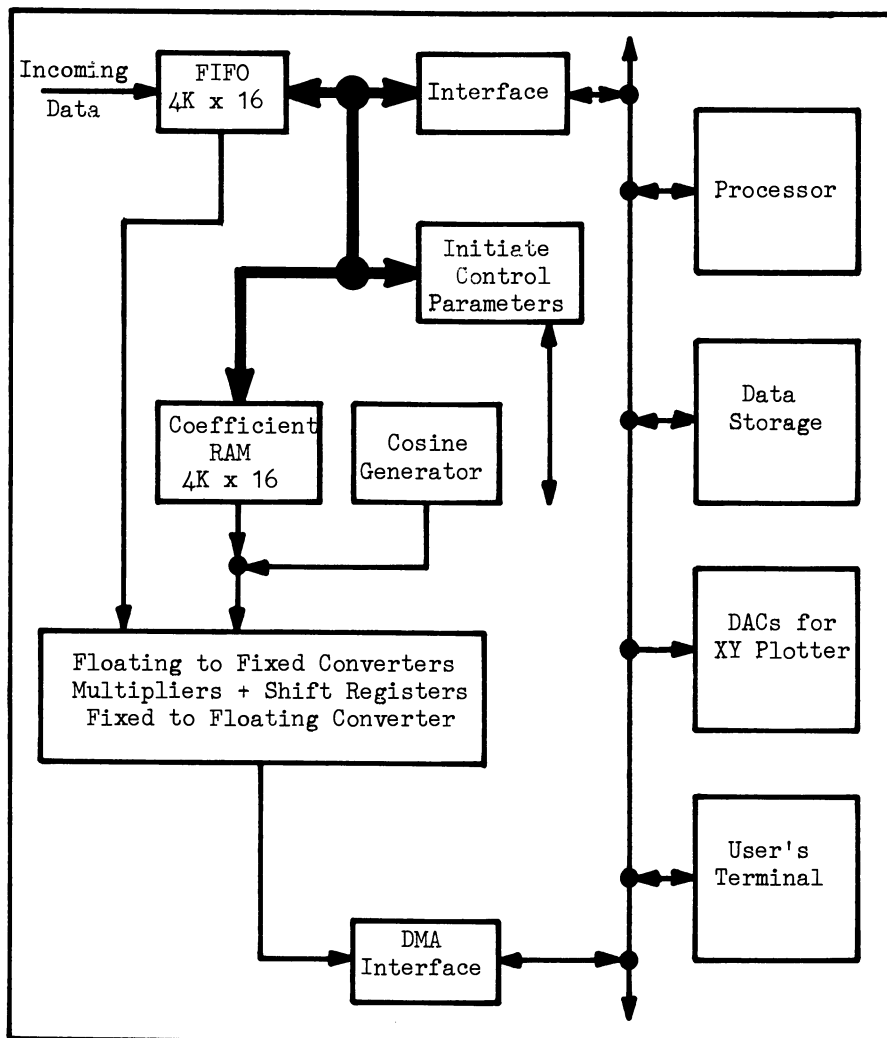 Incoming
Data
FIFO
4K x 16
Interface
Processor
Initiate
Control
Parameters
Data
Storage
Coefficient
RAM
4K x 16
Cosine
Generator
DACs for
XY Plotter
Floating to Fixed Converters
Multipliers + Shift Registers
Fixed to Floating Converter
User's
Terminal
DMA
Interface